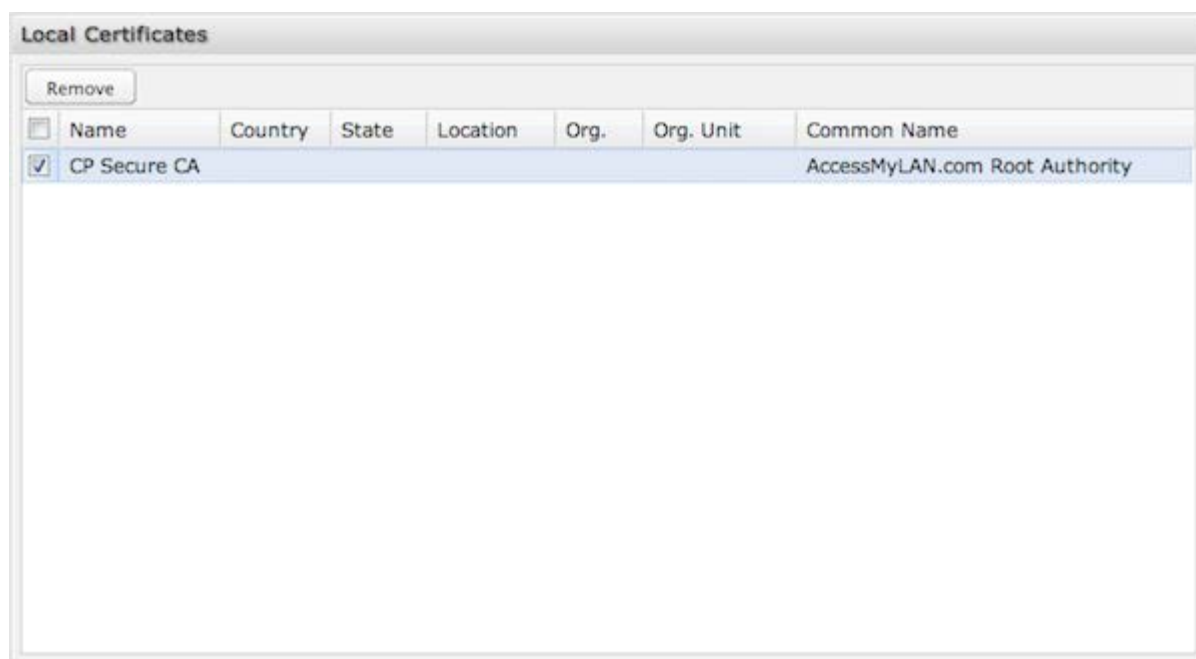 Local Certificates
Remove
Name Country State Location Org. Org. Unit Common Name
CP Secure CA AccessMyLAN.com Root Authority